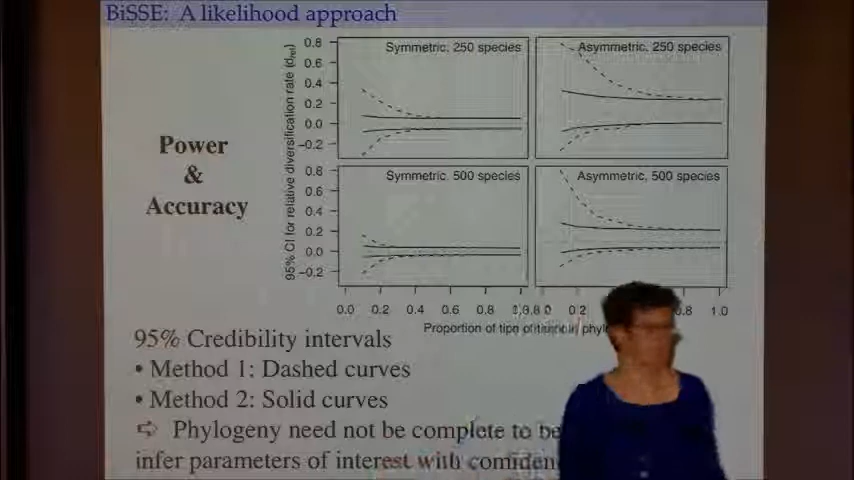 BiSSE: A likelihood approach
Power
&
Accuracy
95% CI for relative diversification rate (d_rel)
Symmetric, 250 species
Asymmetric, 250 species
0.8
0.6
0.4
0.2
0.0
−0.2
Symmetric, 500 species
Asymmetric, 500 species
0.8
0.6
0.4
0.2
0.0
−0.2
0.0 0.2 0.4 0.6 0.8
0.2 0.8 1.0
Proportion of tips
95% Credibility intervals
• Method 1: Dashed curves
• Method 2: Solid curves
⇨ Phylogeny need not be complete to be
infer parameters of interest with